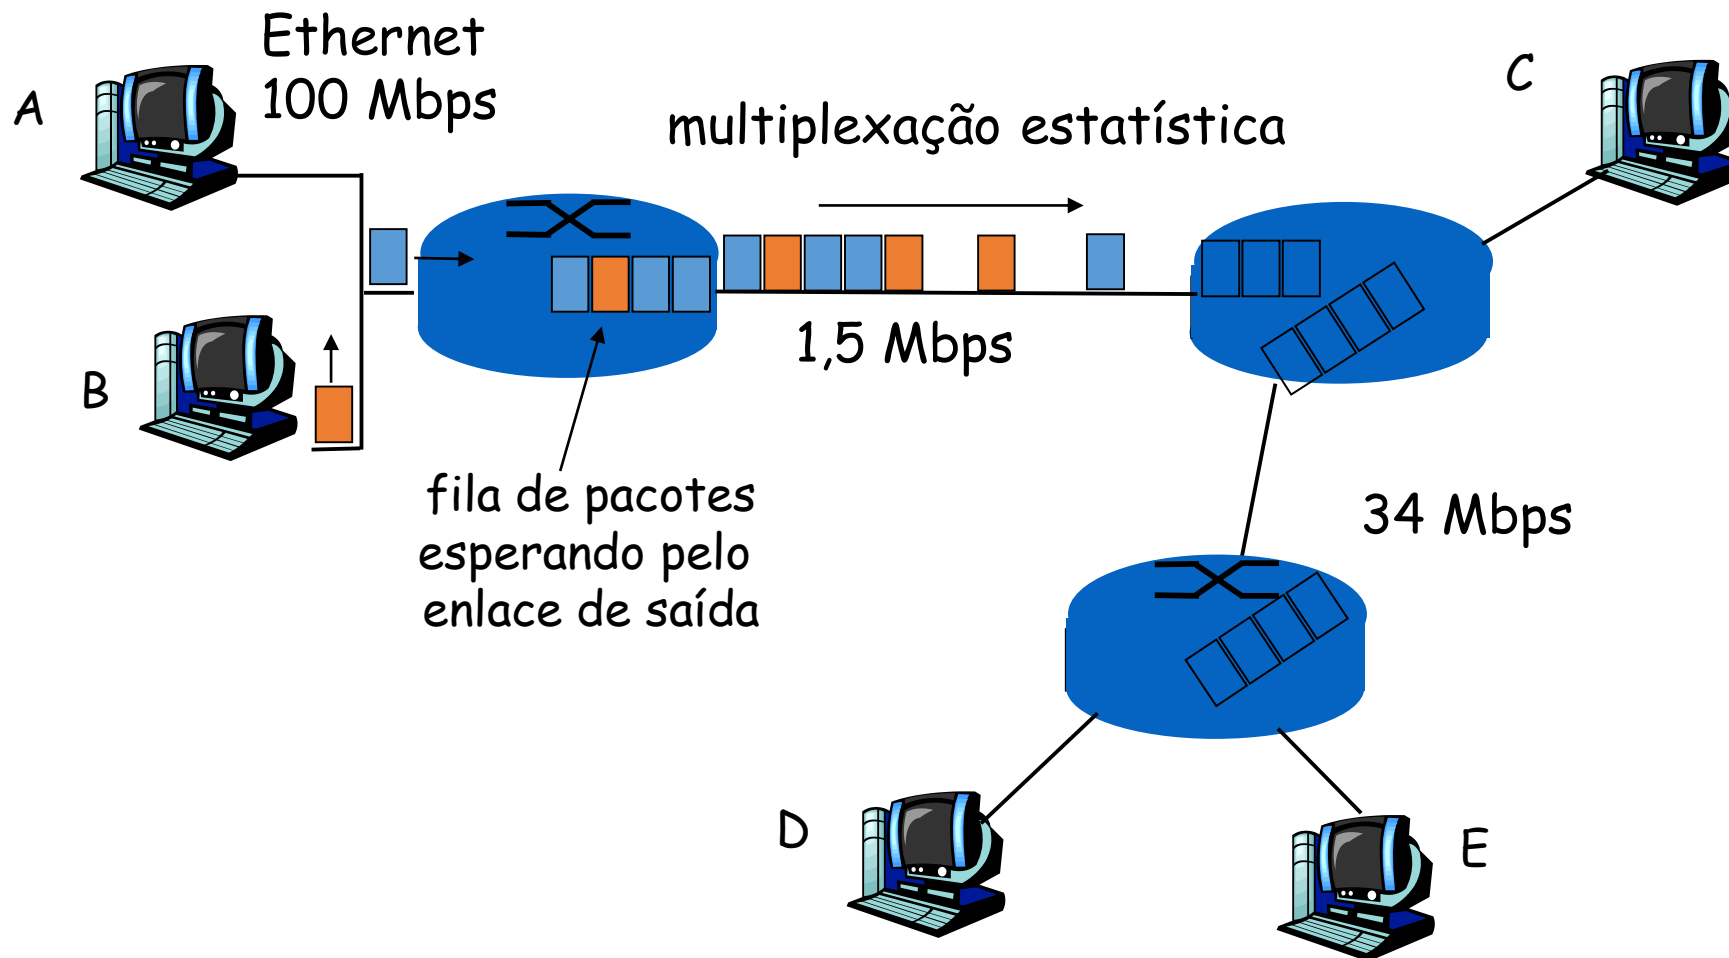 Ethernet
100 Mbps
A
C
multiplexação estatística
1,5 Mbps
B
fila de pacotes
esperando pelo
enlace de saída
34 Mbps
D
E